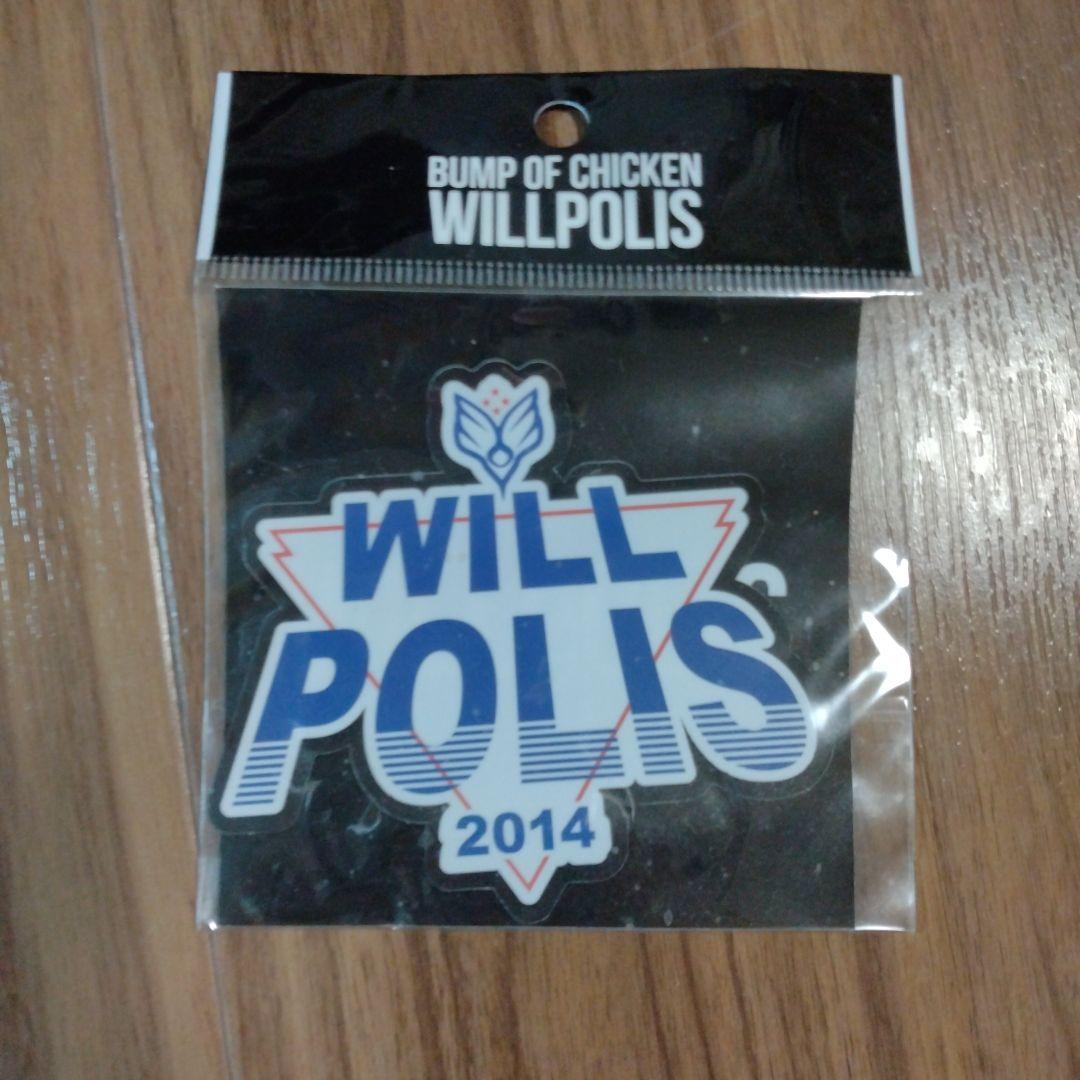 BUMP OF CHICKEN
WILLPOLIS
WILL
POLIS
2014